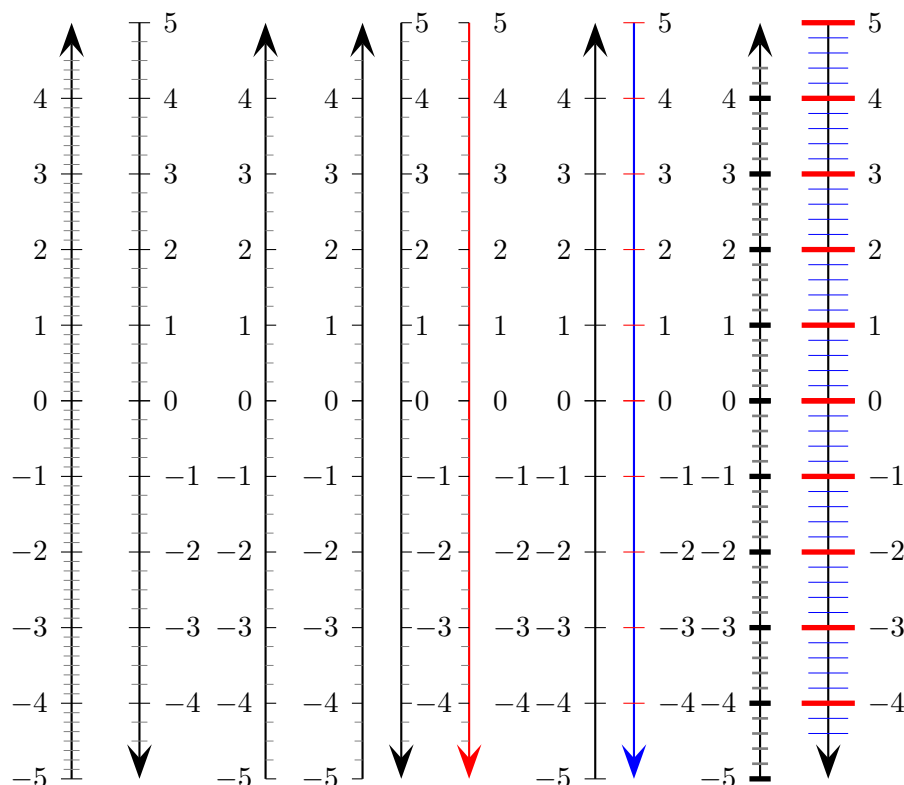 5 5 5 5 5
4 4 4 4 4 4 4 4 4 4
3 3 3 3 3 3 3 3 3 3
2 2 2 2 2 2 2 2 2 2
1 1 1 1 1 1 1 1 1 1
0 0 0 0 0 0 0 0 0 0
−1 −1 −1 −1 −1 −1 −1 −1 −1 −1
−2 −2 −2 −2 −2 −2 −2 −2 −2 −2
−3 −3 −3 −3 −3 −3 −3 −3 −3 −3
−4 −4 −4 −4 −4 −4 −4 −4 −4 −4
−5 −5 −5 −5 −5